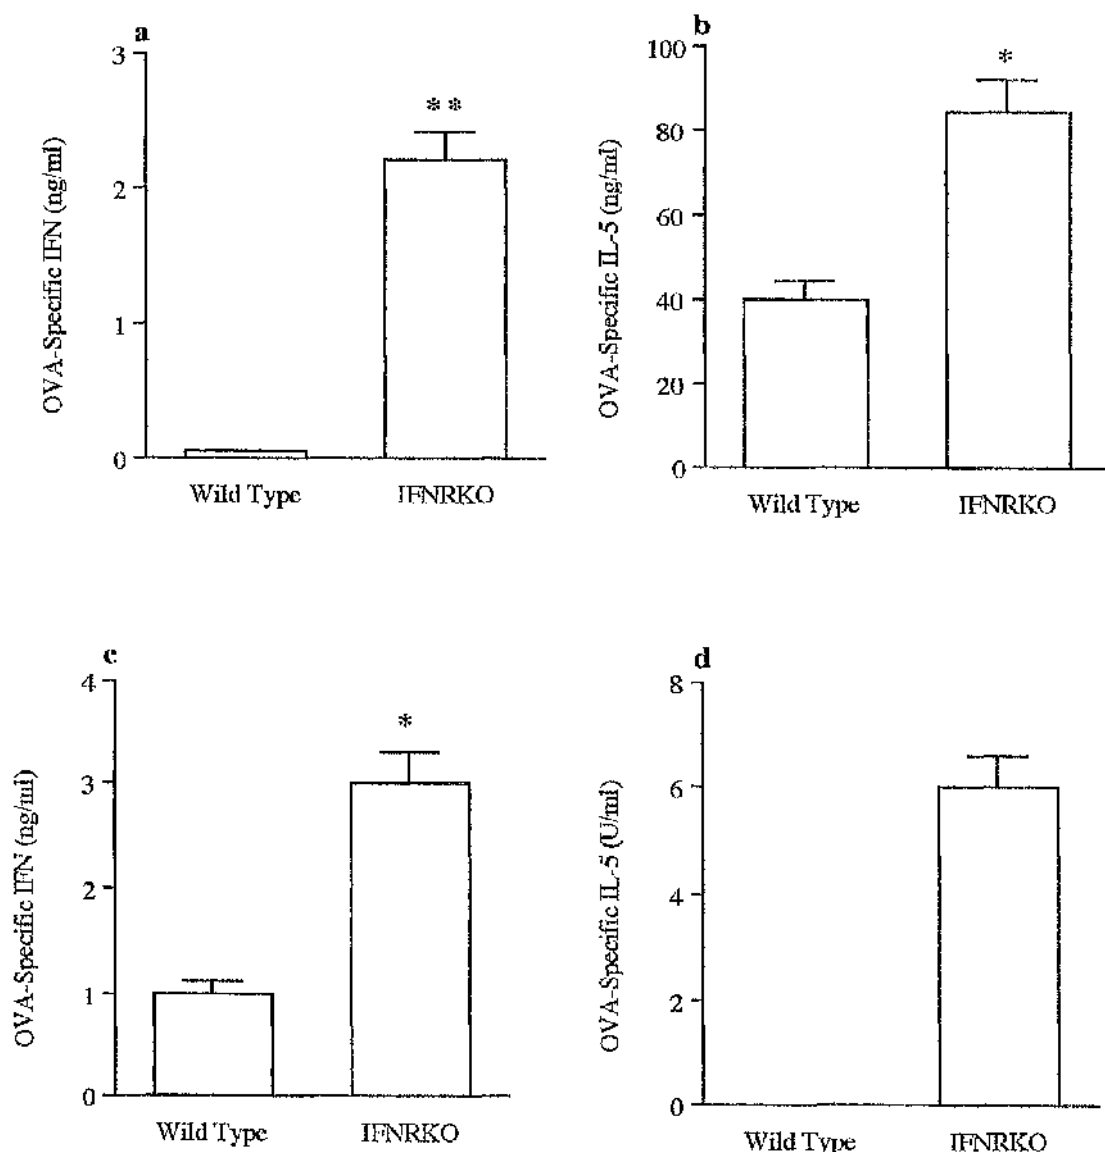 a
3
2
1
0
OVA-Specific IFN (ng/ml)
**
Wild Type
IFNRKO
b
100
80
60
40
20
0
OVA-Specific IL-5 (ng/ml)
*
Wild Type
IFNRKO
c
4
3
2
1
0
OVA-Specific IFN (ng/ml)
*
Wild Type
IFNRKO
d
8
6
4
2
0
OVA-Specific IL-5 (U/ml)
Wild Type
IFNRKO